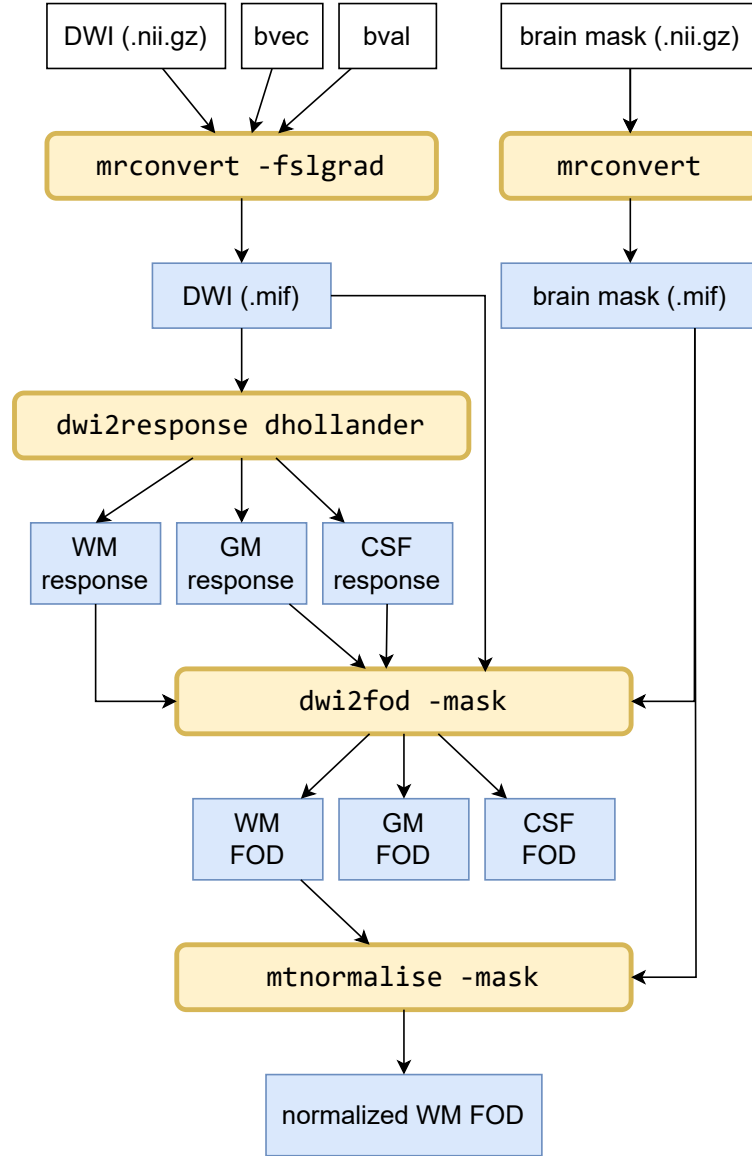 DWI (.nii.gz)
bvec
bval
brain mask (.nii.gz)
mrconvert -fslgrad
mrconvert
DWI (.mif)
brain mask (.mif)
dwi2response dhollander
WM
response
GM
response
CSF
response
dwi2fod -mask
WM
FOD
GM
FOD
CSF
FOD
mtnormalise -mask
normalized WM FOD